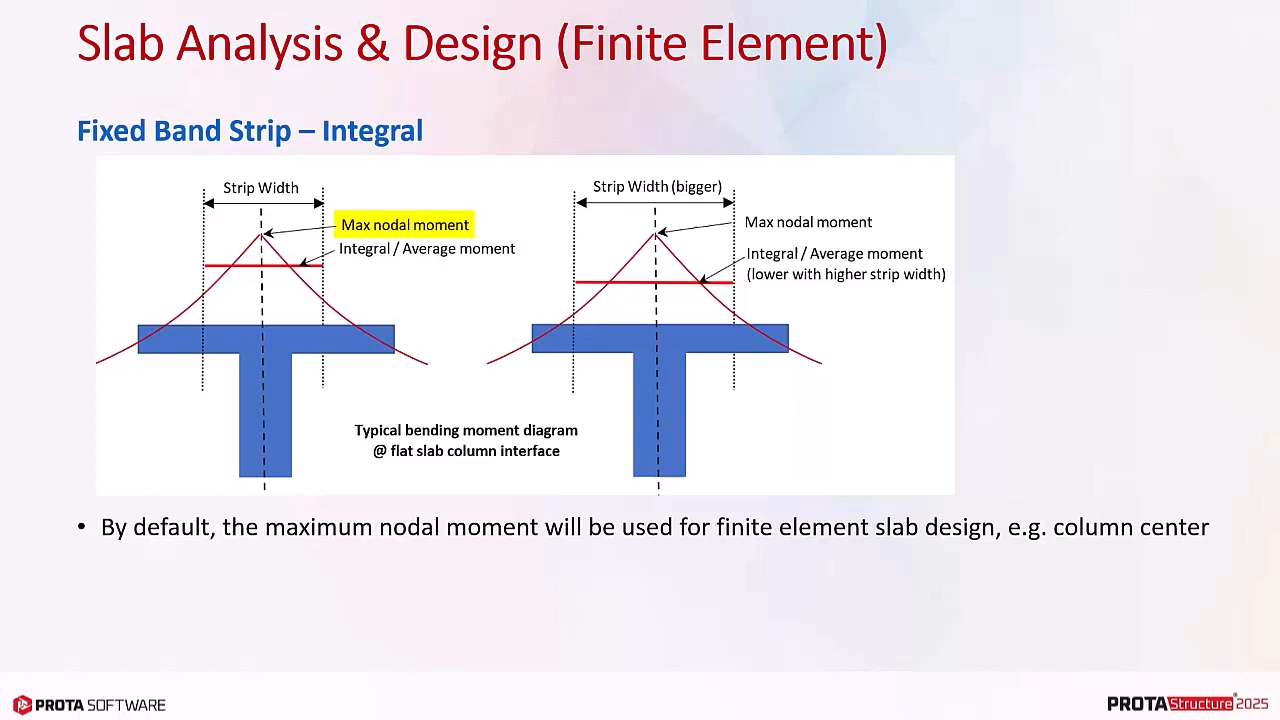 Slab Analysis & Design (Finite Element)
Fixed Band Strip – Integral
Strip Width
Max nodal moment
Integral / Average moment
Strip Width (bigger)
Max nodal moment
Integral / Average moment
(lower with higher strip width)
Typical bending moment diagram
@ flat slab column interface
• By default, the maximum nodal moment will be used for finite element slab design, e.g. column center
PROTA SOFTWARE
PROTAStructure® 2025